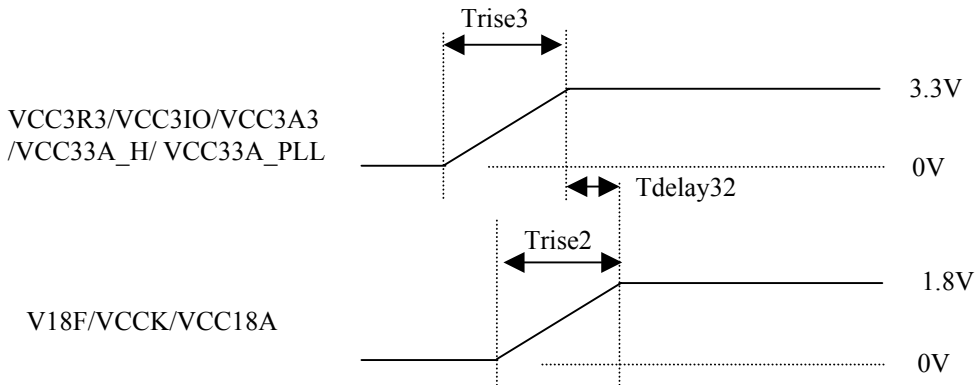 Trise3
3.3V
VCC3R3/VCC3IO/VCC3A3
/VCC33A_H/ VCC33A_PLL
0V
Tdelay32
Trise2
1.8V
V18F/VCCK/VCC18A
0V